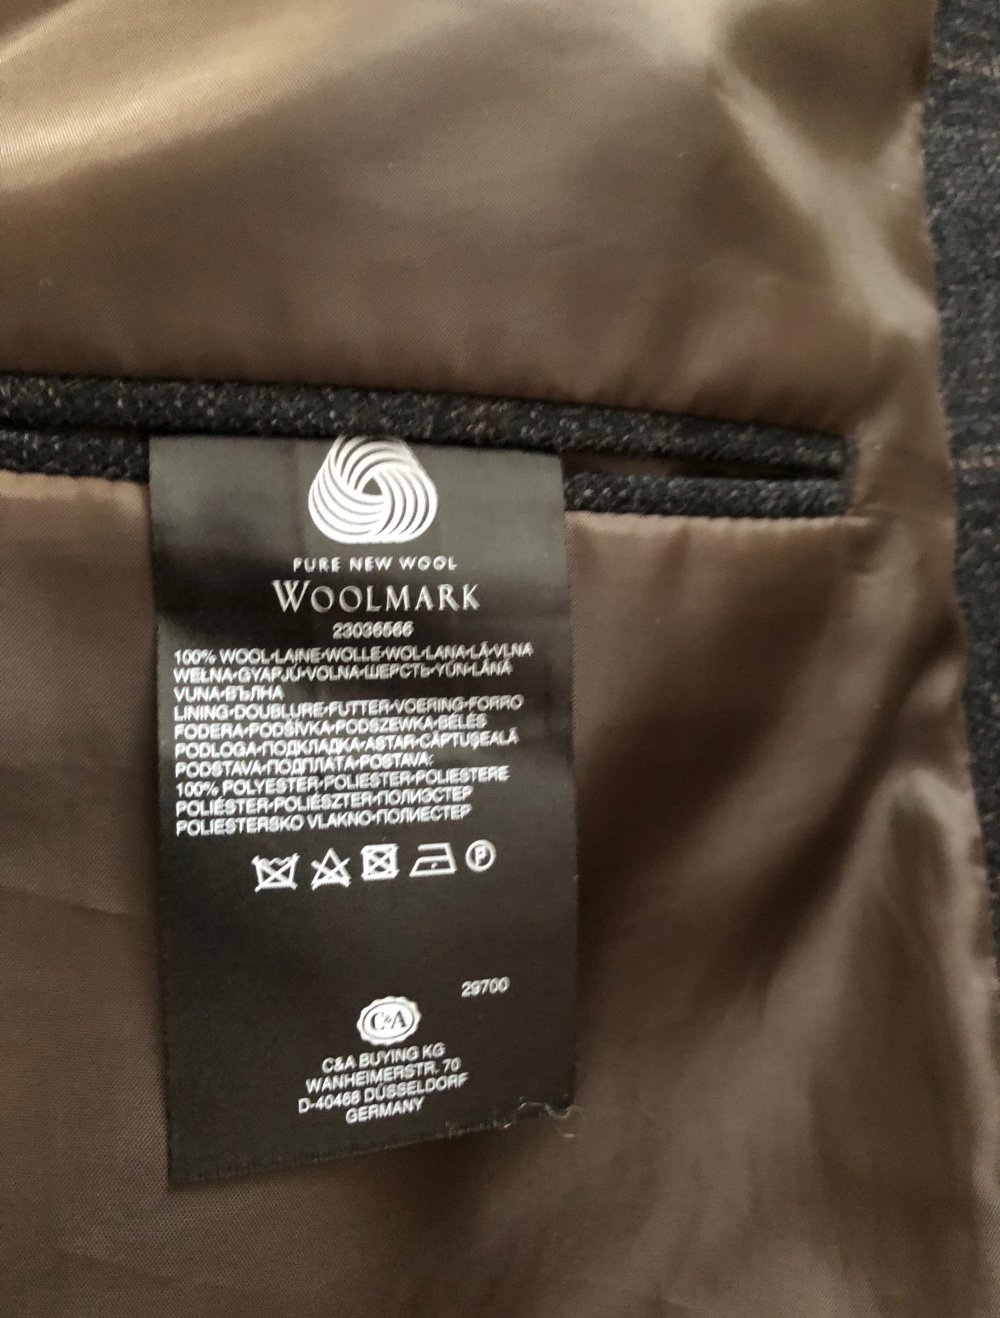 PURE NEW WOOL
WOOLMARK
23036566
100% WOOL•LAINE•WOLLE•WOL•LANA•LÃ•VLNA
WEŁNA•GYAPJÚ•VOLNA•ШЕРСТЬ•YÜN•LÂNĂ
VUNA•ВЪЛНА
LINING•DOUBLURE•FUTTER•VOERING•FORRO
FODERA•PODŠÍVKA•PODSZEWKA•BÉLÉS
PODLOGA•ПОДКЛАДКА•ASTAR•CĂPTUŞEALĂ
PODSTAVA•ПОДПЛАТА•POSTAVA:
100% POLYESTER•POLIESTER•POLIESTERE
POLIÉSTER•POLIÉSZTER•ПОЛИЭСТЕР
POLIESTERSKO VLAKNO•ПОЛИЕСТЕР
P
29700
C&A
C&A BUYING KG
WANHEIMERSTR. 70
D-40468 DÜSSELDORF
GERMANY